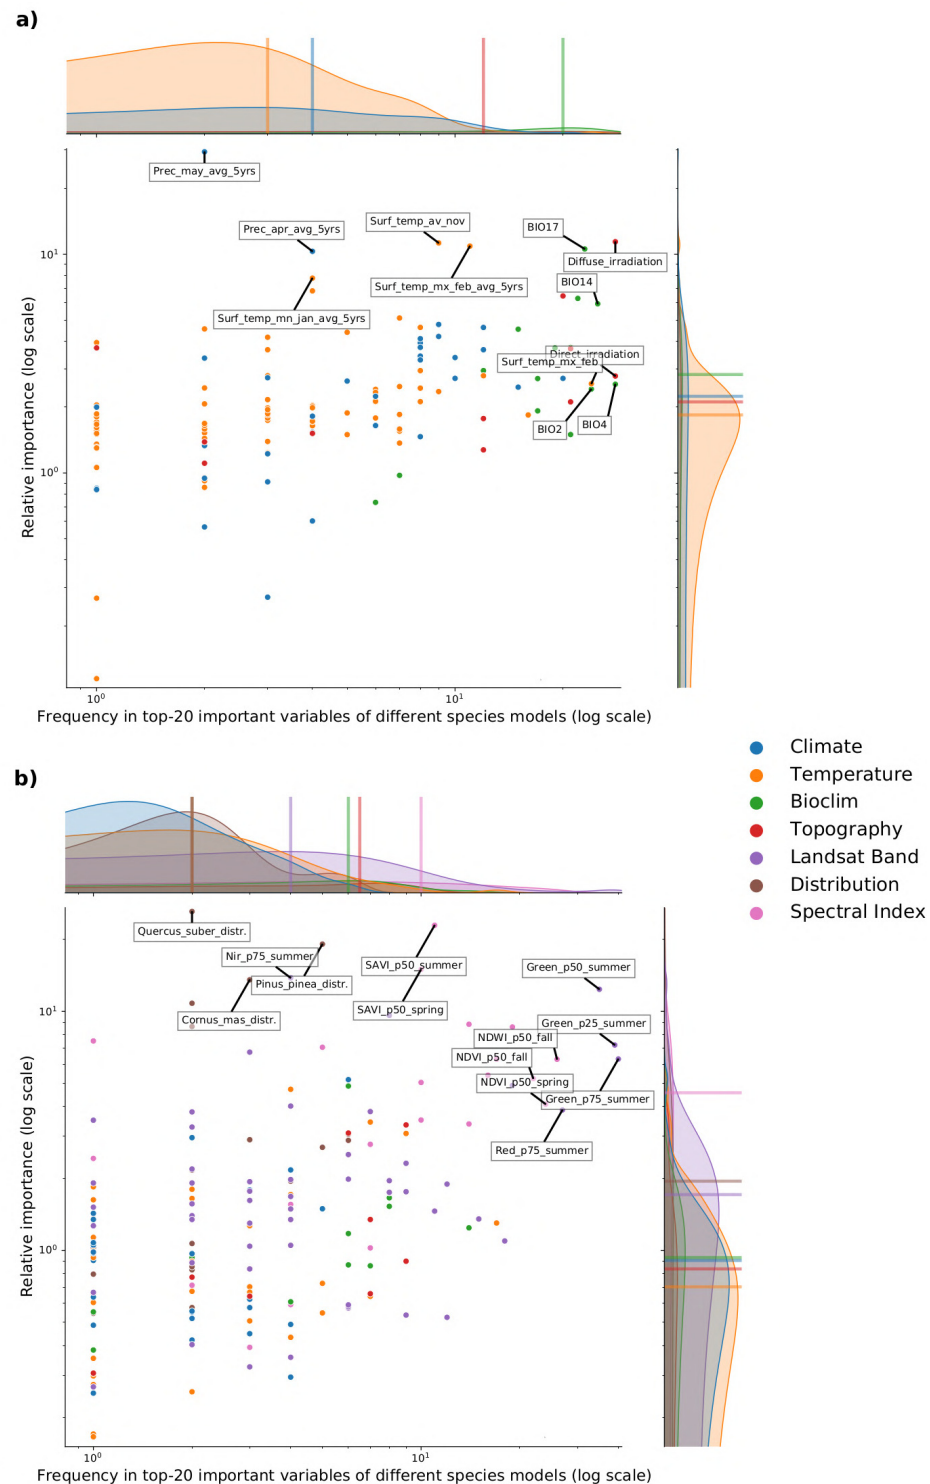 a)
Prec_may_avg_5yrs
Prec_apr_avg_5yrs
Surf_temp_av_nov
BIO17
Diffuse_irradiation
Surf_temp_mx_feb_avg_5yrs
BIO14
Surf_temp_mn_jan_avg_5yrs
Direct_irradiation
Surf_temp_mx_feb
BIO2
BIO4
Relative importance (log scale)
10¹
10⁰
10⁰
10¹
Frequency in top-20 important variables of different species models (log scale)
Climate
Temperature
Bioclim
Topography
Landsat Band
Distribution
Spectral Index
b)
Quercus_suber_distr.
Nir_p75_summer
Pinus_pinea_distr.
Cornus_mas_distr.
SAVI_p50_summer
SAVI_p50_spring
Green_p50_summer
Green_p25_summer
NDWI_p50_fall
NDVI_p50_fall
NDVI_p50_spring
Green_p75_summer
Red_p75_summer
Relative importance (log scale)
10¹
10⁰
10⁰
10¹
Frequency in top-20 important variables of different species models (log scale)